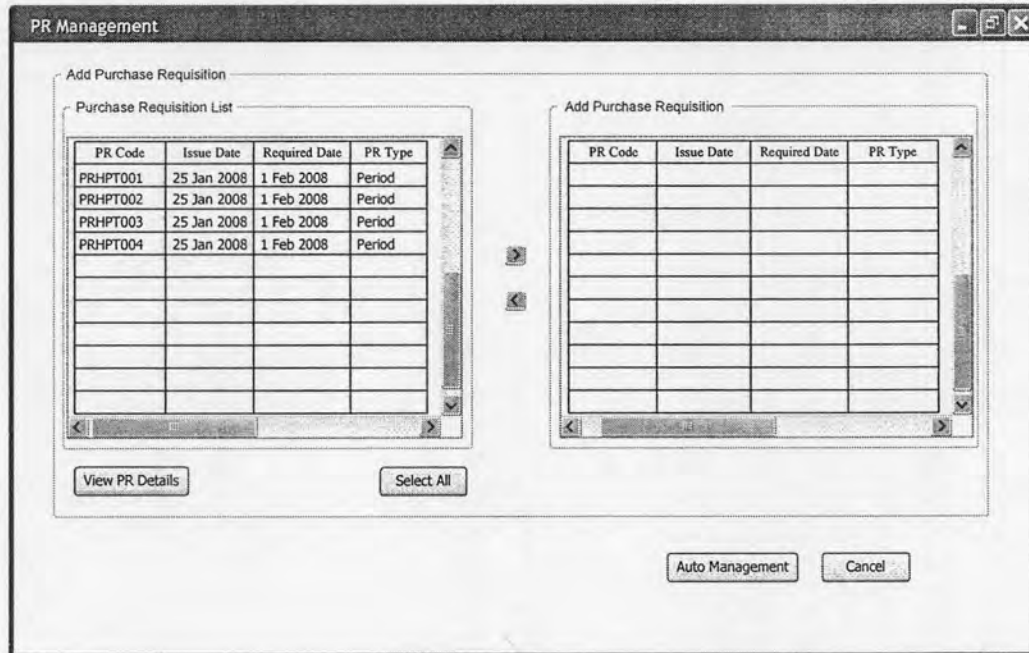 PR Management
Add Purchase Requisition
Purchase Requisition List
PR Code Issue Date Required Date PR Type
PRHPT001 25 Jan 2008 1 Feb 2008 Period
PRHPT002 25 Jan 2008 1 Feb 2008 Period
PRHPT003 25 Jan 2008 1 Feb 2008 Period
PRHPT004 25 Jan 2008 1 Feb 2008 Period
View PR Details Select All
Add Purchase Requisition
PR Code Issue Date Required Date PR Type
Auto Management Cancel